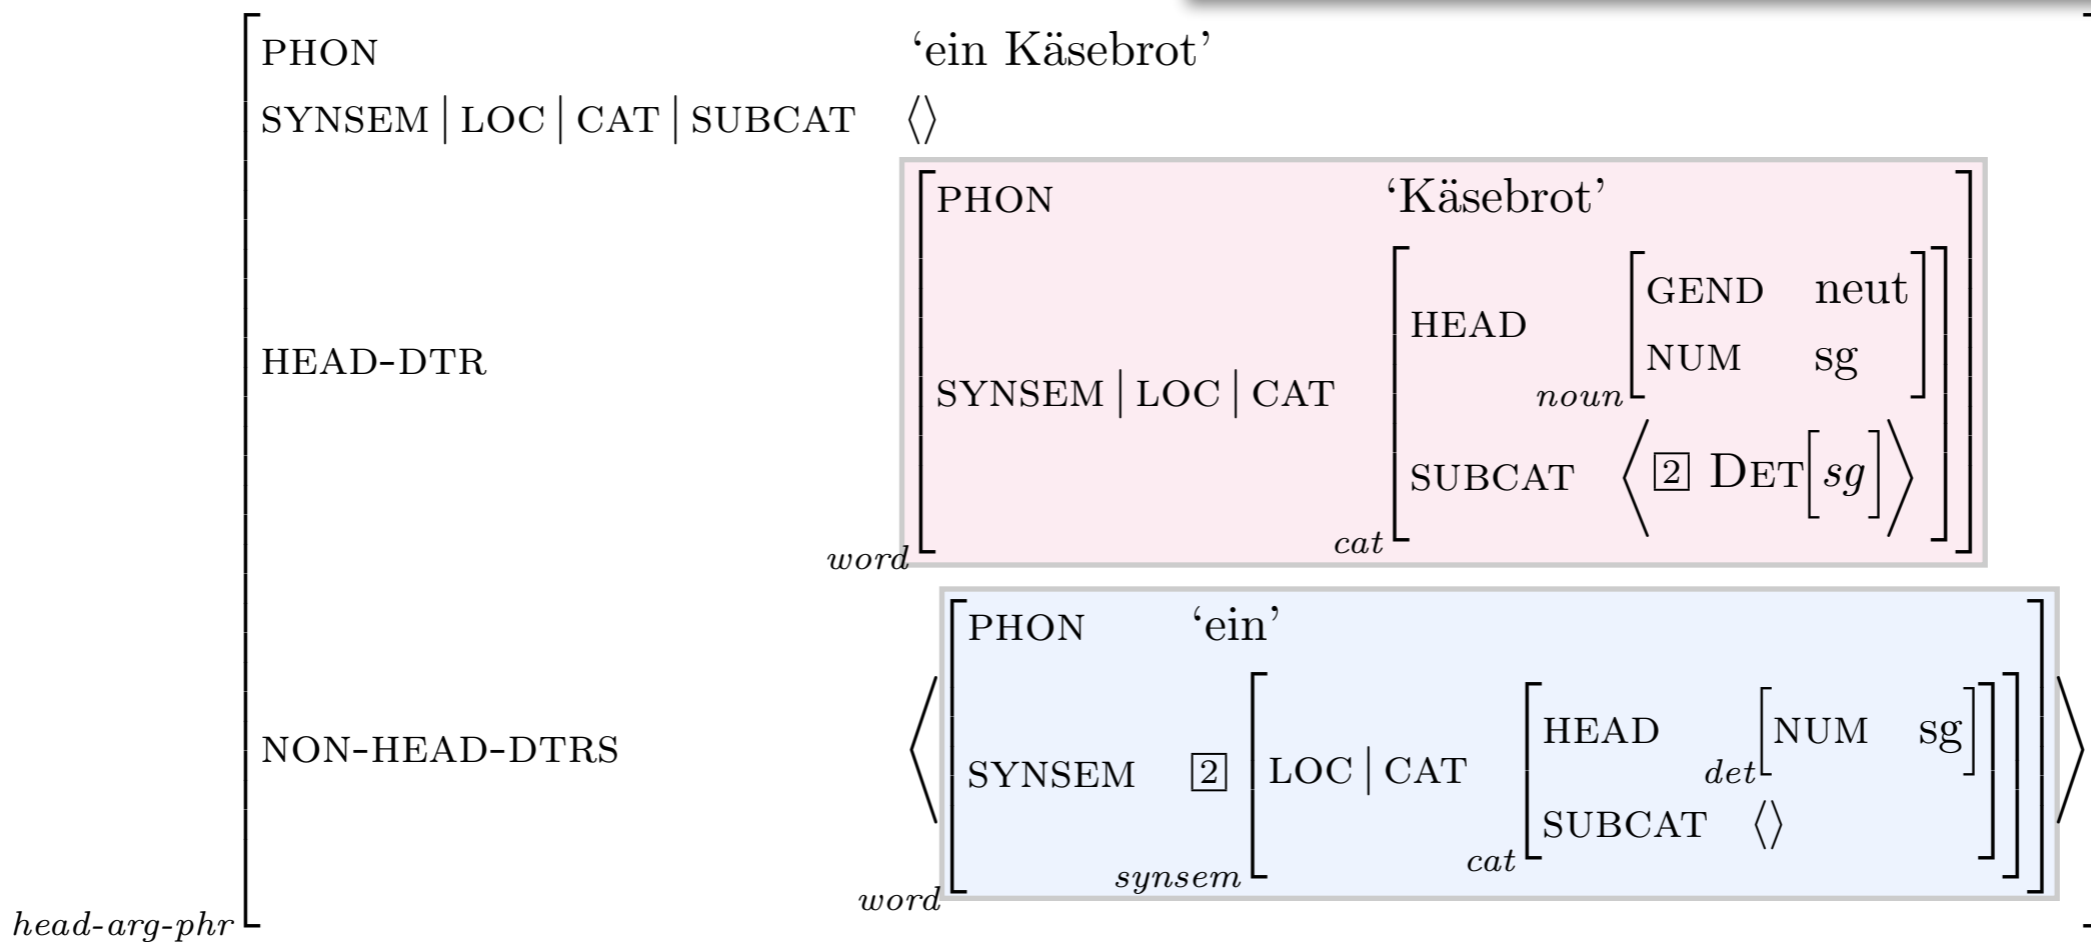 PHON ‘ein Käsebrot’
SYNSEM | LOC | CAT | SUBCAT ⟨⟩
PHON ‘Käsebrot’
GEND neut
HEAD
NUM sg
HEAD-DTR
noun
SYNSEM | LOC | CAT
SUBCAT ⟨ 2 DET[sg] ⟩
cat
word
PHON ‘ein’
HEAD [NUM sg]
NON-HEAD-DTRS
SYNSEM 2 LOC | CAT det
SUBCAT ⟨⟩
cat
synsem
word
head-arg-phr